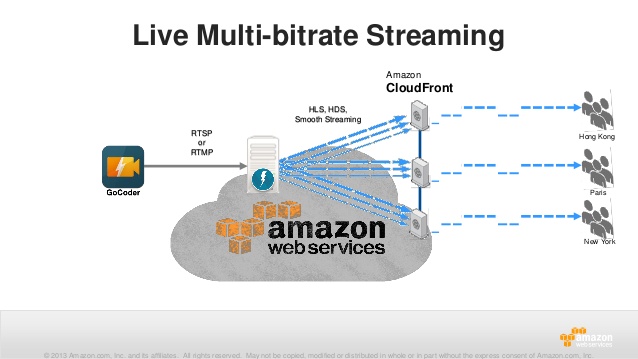 Live Multi-bitrate Streaming
Amazon
CloudFront
HLS, HDS,
Smooth Streaming
RTSP
or
RTMP
GoCoder
Hong Kong
Paris
New York
amazon
web services
amazon
web services
© 2013 Amazon.com, Inc. and its affiliates. All rights reserved. May not be copied, modified or distributed in whole or in part without the express consent of Amazon.com, Inc.